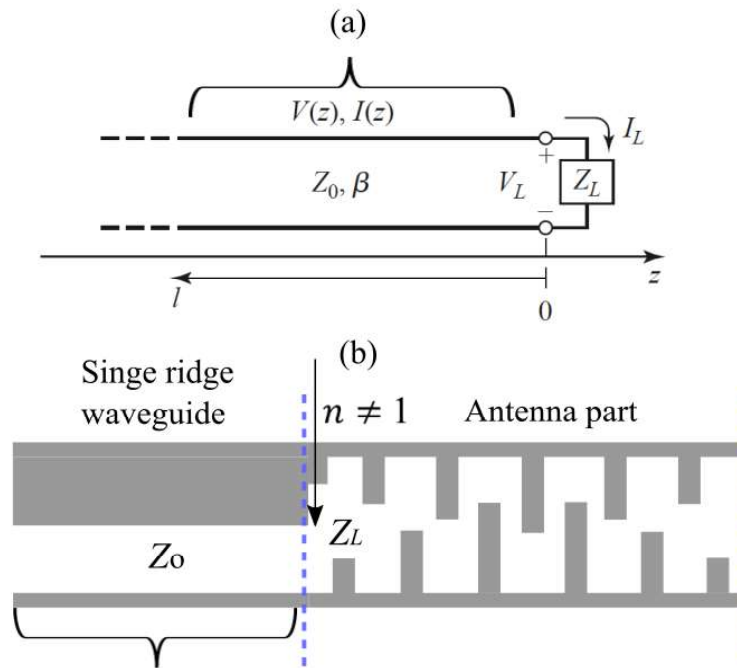 (a)
V(z), I(z)
I_L
+
Z_0, β V_L Z_L
−
l z
0
(b)
Singe ridge
waveguide
n ≠ 1
Antenna part
Z_L
Zo